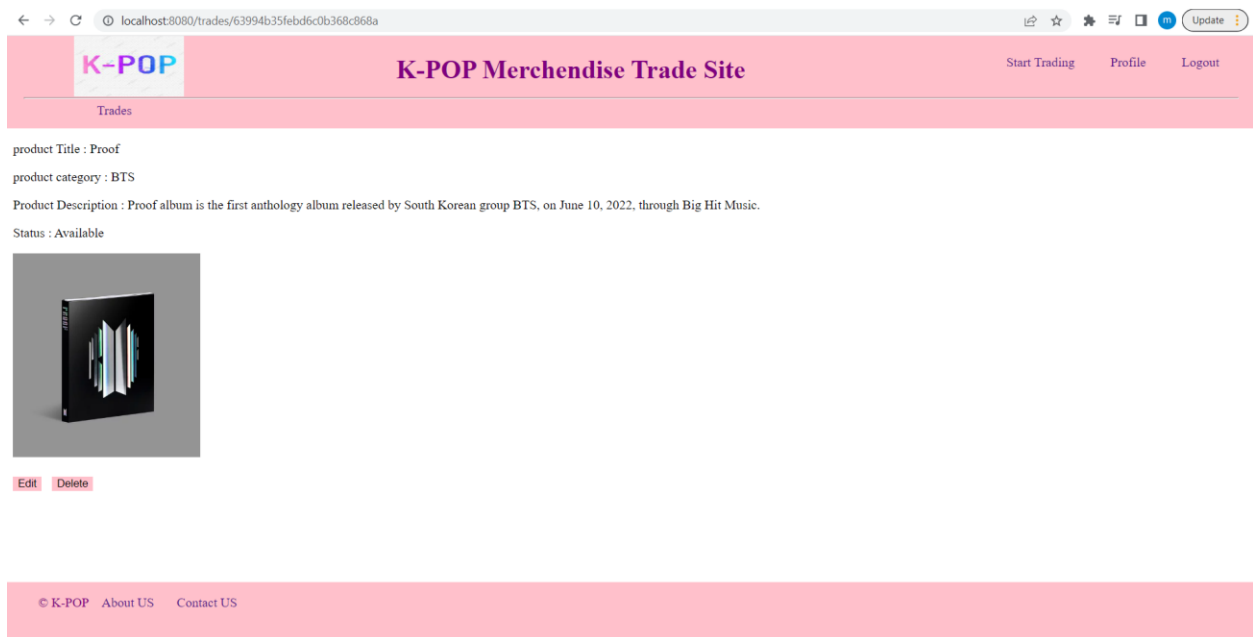 localhost:8080/trades/63994b35febd6c0b368c868a
m
Update
K-POP
K-POP Merchendise Trade Site
Start Trading Profile Logout
Trades
product Title : Proof
product category : BTS
Product Description : Proof album is the first anthology album released by South Korean group BTS, on June 10, 2022, through Big Hit Music.
Status : Available
Edit Delete
© K-POP About US Contact US